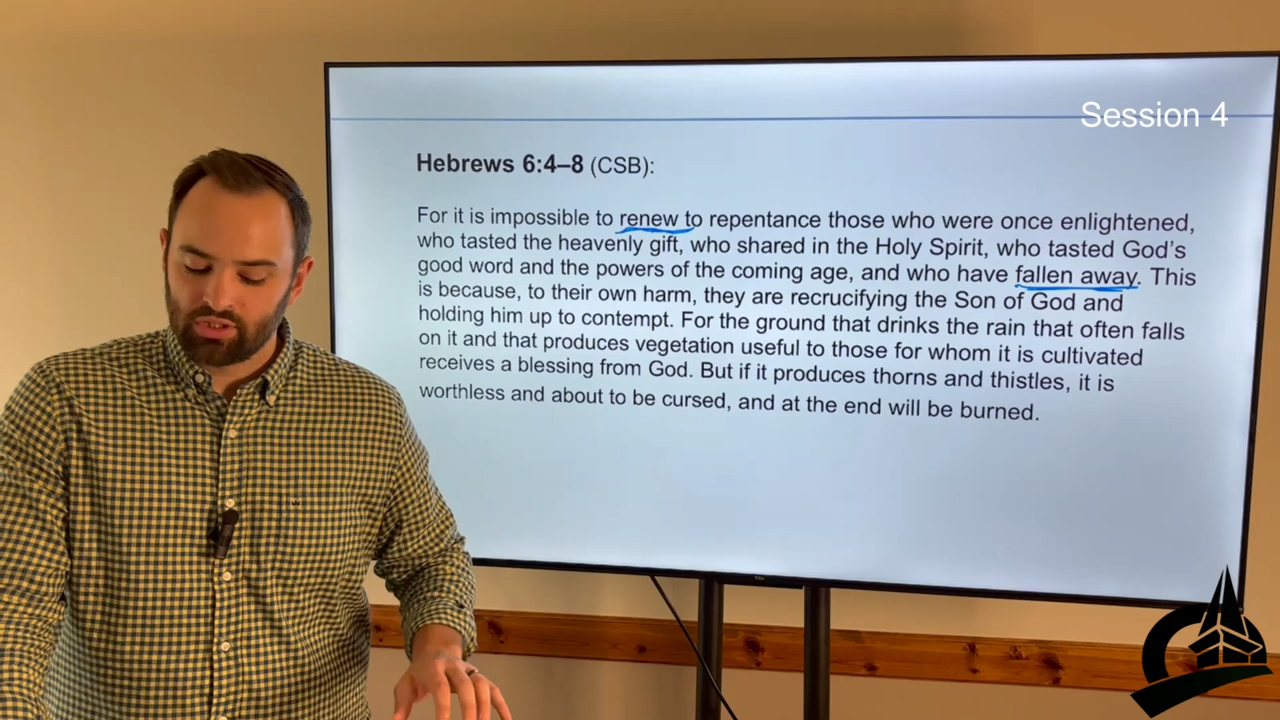 Session 4
Hebrews 6:4–8 (CSB):
For it is impossible to renew to repentance those who were once enlightened,
who tasted the heavenly gift, who shared in the Holy Spirit, who tasted God's
good word and the powers of the coming age, and who have fallen away. This
is because, to their own harm, they are recrucifying the Son of God and
holding him up to contempt. For the ground that drinks the rain that often falls
on it and that produces vegetation useful to those for whom it is cultivated
receives a blessing from God. But if it produces thorns and thistles, it is
worthless and about to be cursed, and at the end will be burned.